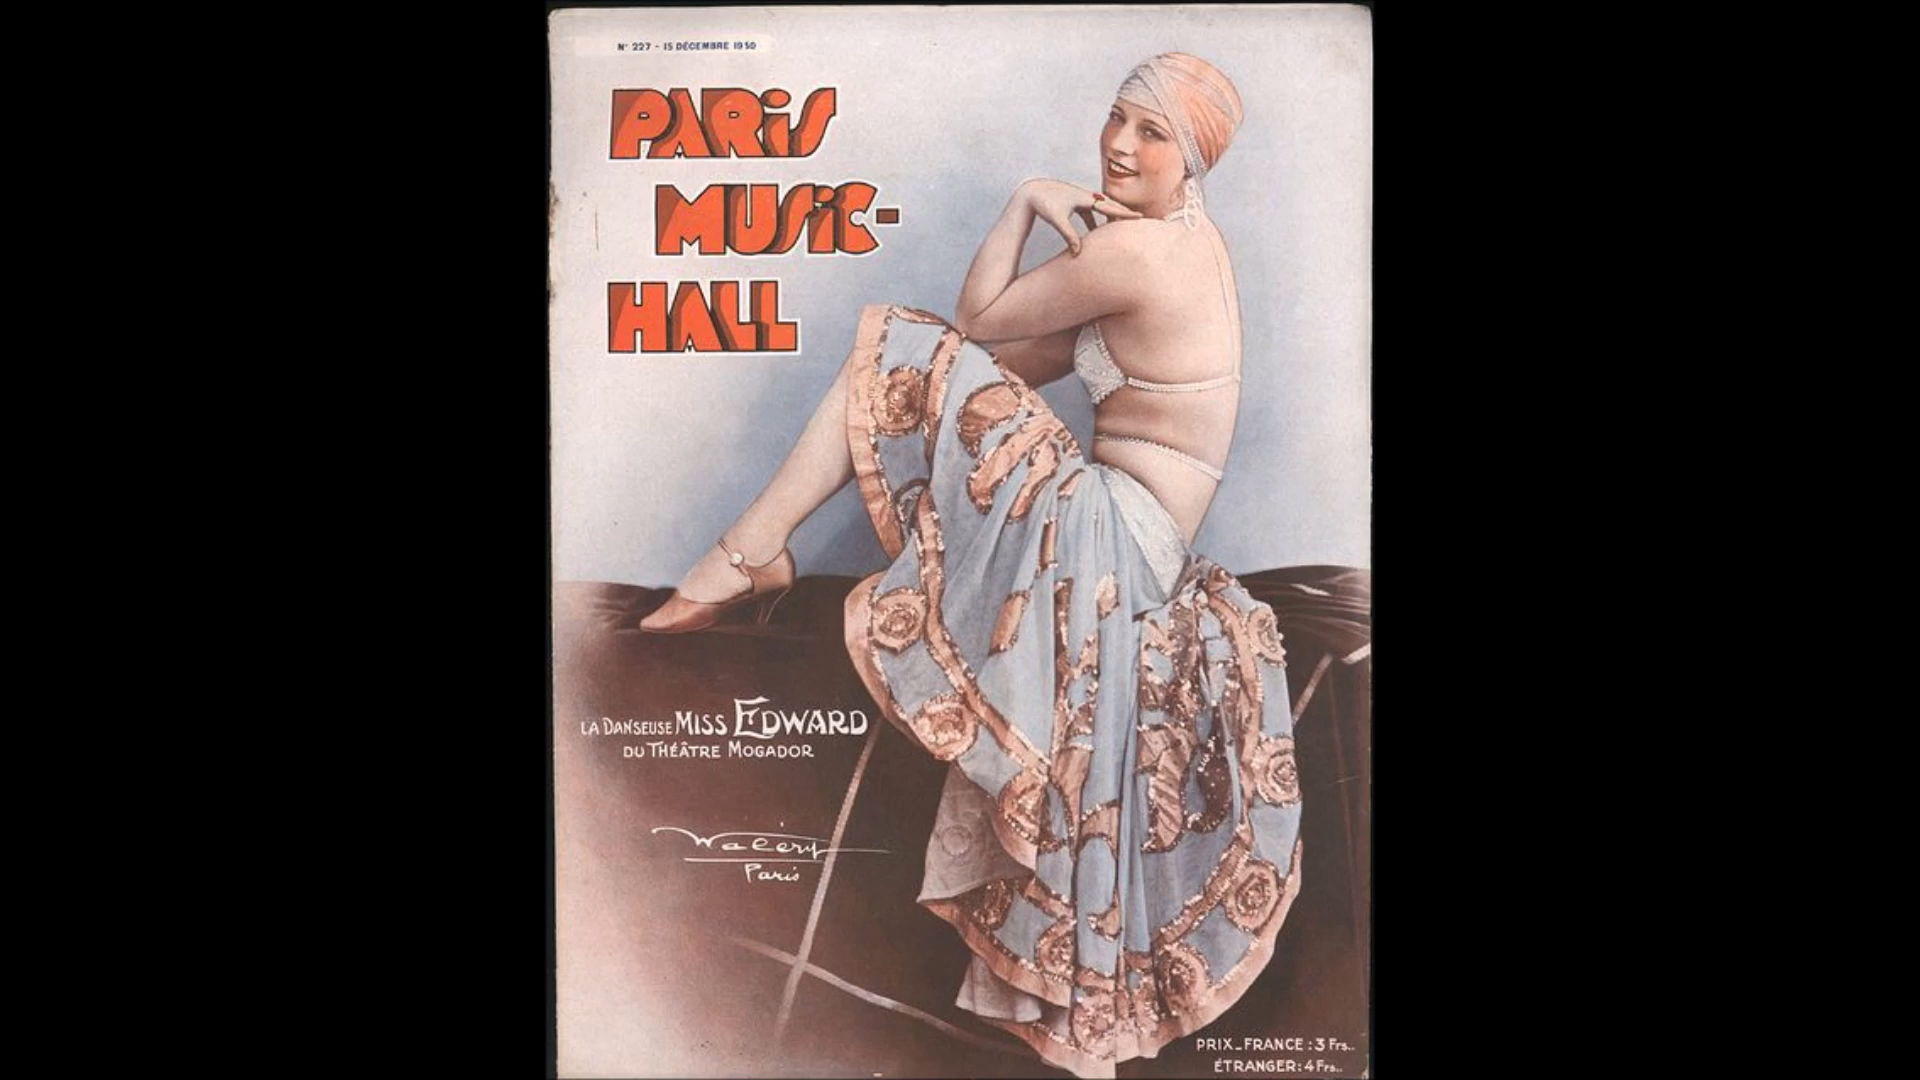 N° 227 - 15 DÉCEMBRE 1930
PARIS
MUSIC-
HALL
LA DANSEUSE MISS EDWARD
DU THÉÂTRE MOGADOR
Waléry
Paris
PRIX_FRANCE : 3 Frs..
ÉTRANGER : 4 Frs..